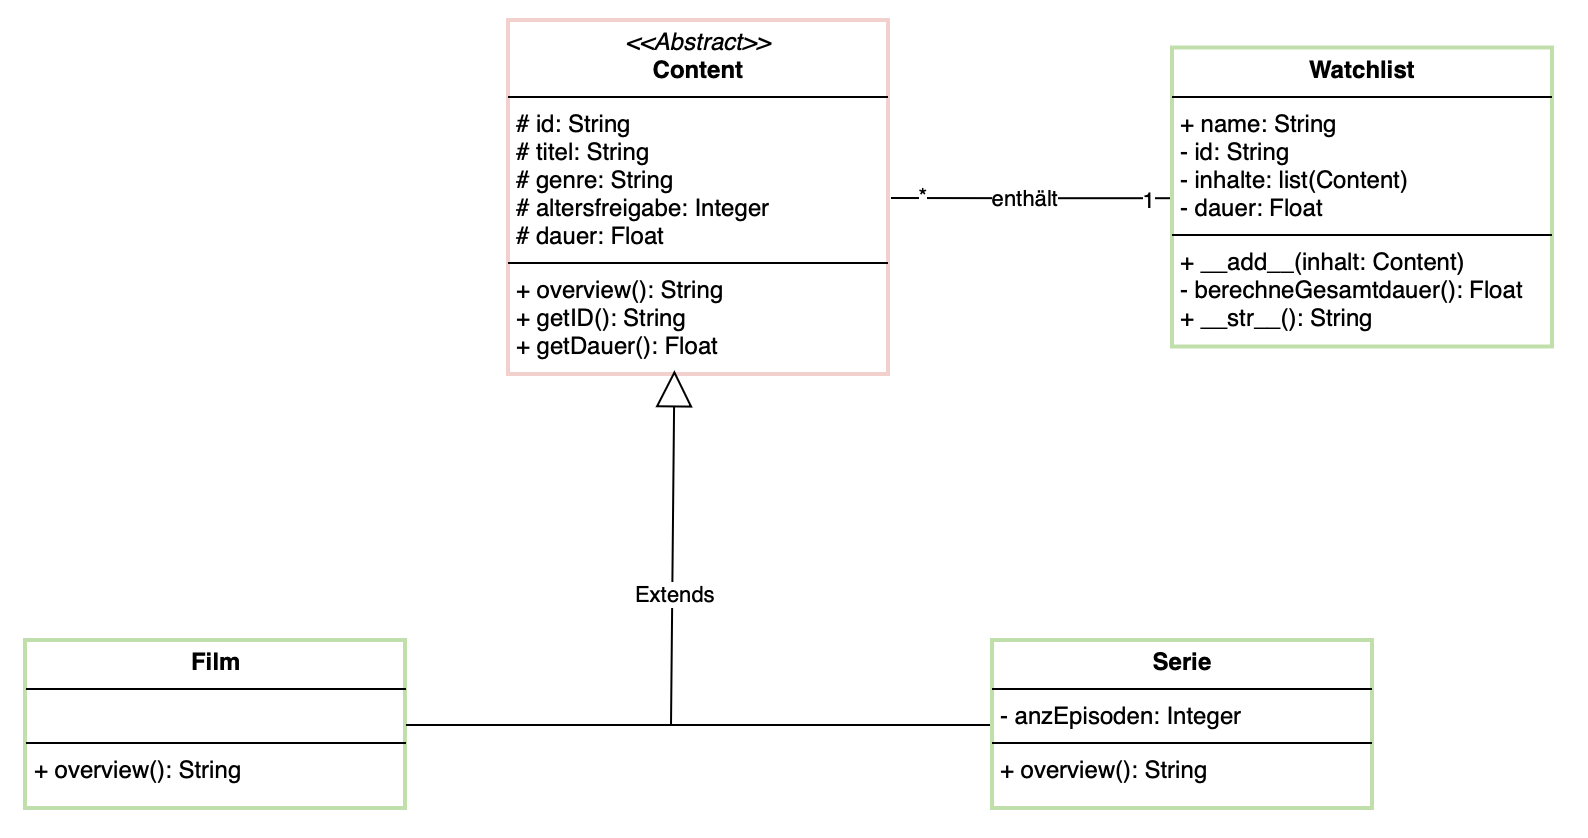 <<Abstract>>
Content
# id: String
# titel: String
# genre: String
# altersfreigabe: Integer
# dauer: Float
+ overview(): String
+ getID(): String
+ getDauer(): Float
* enthält 1
Watchlist
+ name: String
- id: String
- inhalte: list(Content)
- dauer: Float
+ __add__(inhalt: Content)
- berechneGesamtdauer(): Float
+ __str__(): String
Extends
Film
+ overview(): String
Serie
- anzEpisoden: Integer
+ overview(): String